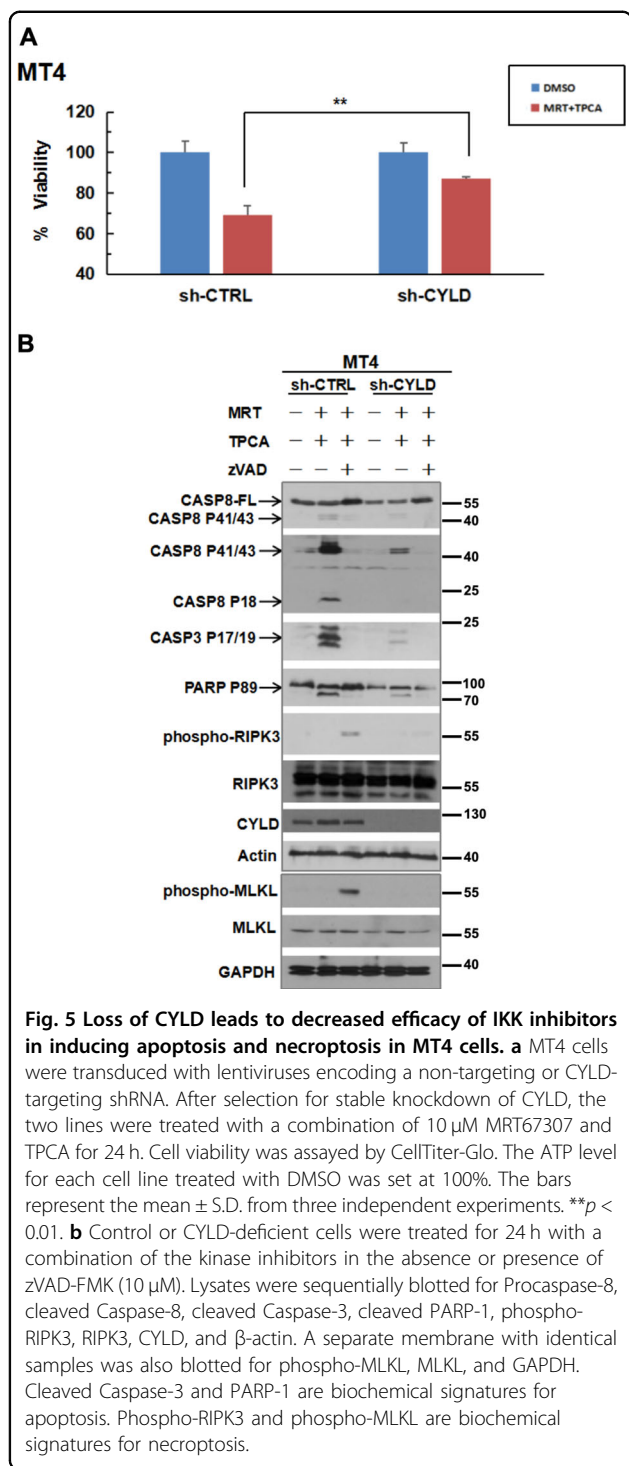 A
MT4
DMSO
MRT+TPCA
**
120
100
80
60
40
% Viability
sh-CTRL sh-CYLD
B
MT4
sh-CTRL sh-CYLD
MRT − + + − + +
TPCA − + + − + +
zVAD − − + − − +
CASP8-FL 55
CASP8 P41/43 40
CASP8 P41/43 40
25
CASP8 P18
25
CASP3 P17/19
PARP P89 100
70
phospho-RIPK3 55
RIPK3 55
130
CYLD
Actin 40
phospho-MLKL 55
MLKL 55
40
GAPDH
Fig. 5 Loss of CYLD leads to decreased efficacy of IKK inhibitors
in inducing apoptosis and necroptosis in MT4 cells. a MT4 cells
were transduced with lentiviruses encoding a non-targeting or CYLD-
targeting shRNA. After selection for stable knockdown of CYLD, the
two lines were treated with a combination of 10 μM MRT67307 and
TPCA for 24 h. Cell viability was assayed by CellTiter-Glo. The ATP level
for each cell line treated with DMSO was set at 100%. The bars
represent the mean ± S.D. from three independent experiments. **p <
0.01. b Control or CYLD-deficient cells were treated for 24 h with a
combination of the kinase inhibitors in the absence or presence of
zVAD-FMK (10 μM). Lysates were sequentially blotted for Procaspase-8,
cleaved Caspase-8, cleaved Caspase-3, cleaved PARP-1, phospho-
RIPK3, RIPK3, CYLD, and β-actin. A separate membrane with identical
samples was also blotted for phospho-MLKL, MLKL, and GAPDH.
Cleaved Caspase-3 and PARP-1 are biochemical signatures for
apoptosis. Phospho-RIPK3 and phospho-MLKL are biochemical
signatures for necroptosis.